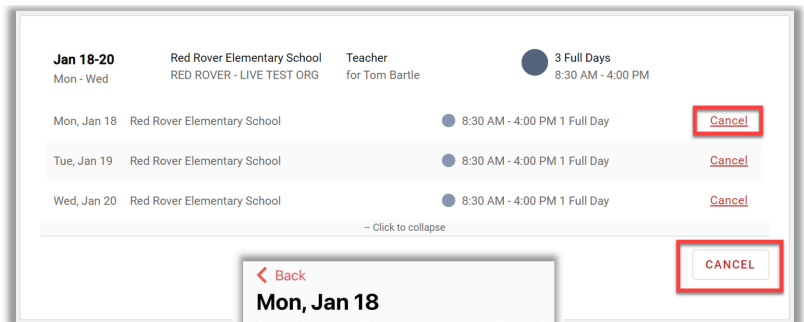 Jan 18-20 Red Rover Elementary School Teacher 3 Full Days
Mon - Wed RED ROVER - LIVE TEST ORG for Tom Bartle 8:30 AM - 4:00 PM
Mon, Jan 18 Red Rover Elementary School 8:30 AM - 4:00 PM 1 Full Day Cancel
Tue, Jan 19 Red Rover Elementary School 8:30 AM - 4:00 PM 1 Full Day Cancel
Wed, Jan 20 Red Rover Elementary School 8:30 AM - 4:00 PM 1 Full Day Cancel
– Click to collapse
CANCEL
Back
Mon, Jan 18